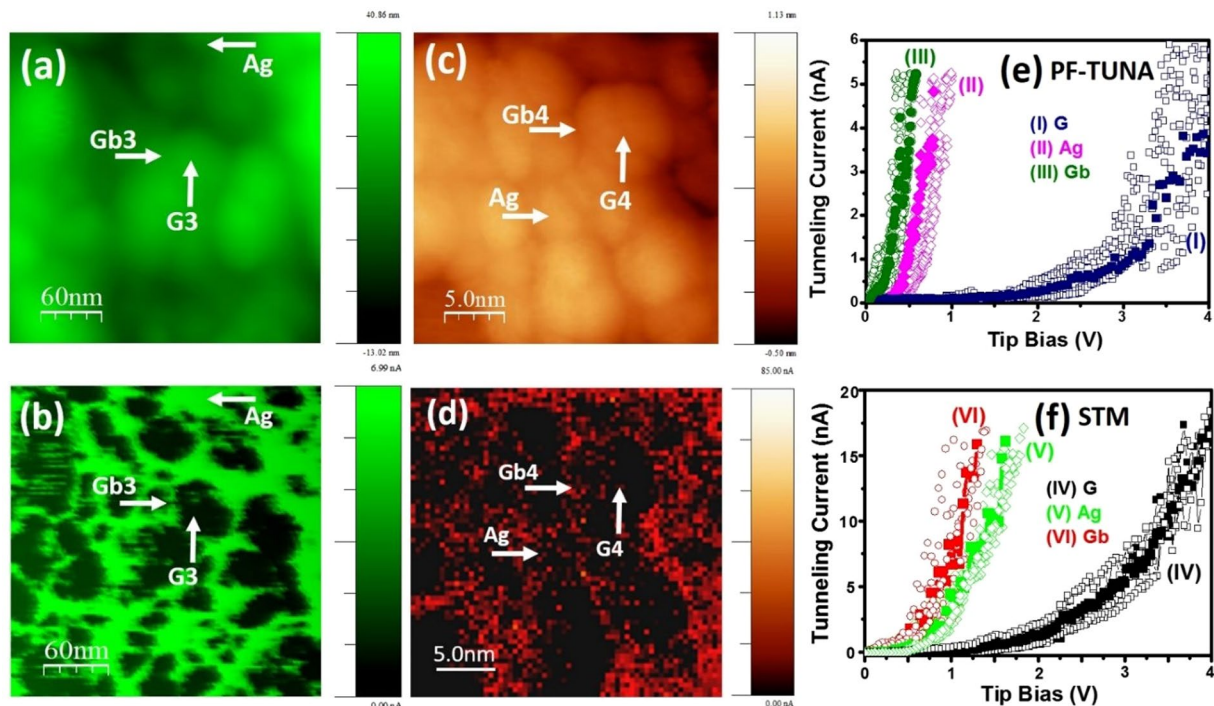 40.86 nm
(a)
Ag
Gb3
G3
60nm
-13.02 nm
1.13 nm
(c)
Gb4
Ag
G4
5.0nm
-0.50 nm
6
5
4
3
2
1
0
0
1
2
3
4
Tunneling Current (nA)
Tip Bias (V)
(III)
(II)
(e) PF-TUNA
(I) G
(II) Ag
(III) Gb
(I)
6.99 nA
(b)
Ag
Gb3
G3
60nm
0.00 nA
85.00 nA
(d)
Gb4
Ag
G4
5.0nm
0.00 nA
20
15
10
5
0
0
1
2
3
4
Tunneling Current (nA)
Tip Bias (V)
(VI)
(V)
(f) STM
(IV) G
(V) Ag
(VI) Gb
(IV)